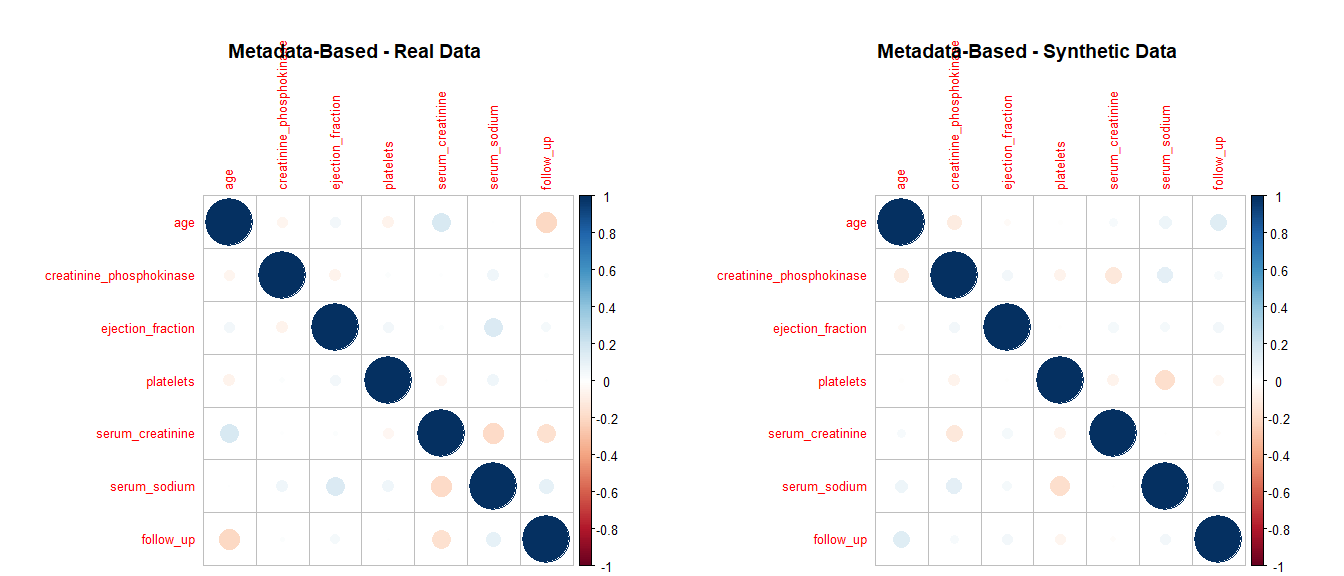 Metadata-Based - Real Data
age
creatinine_phosphokinase
ejection_fraction
platelets
serum_creatinine
serum_sodium
follow_up
age
creatinine_phosphokinase
ejection_fraction
platelets
serum_creatinine
serum_sodium
follow_up
1
0.8
0.6
0.4
0.2
0
-0.2
-0.4
-0.6
-0.8
-1
Metadata-Based - Synthetic Data
age
creatinine_phosphokinase
ejection_fraction
platelets
serum_creatinine
serum_sodium
follow_up
age
creatinine_phosphokinase
ejection_fraction
platelets
serum_creatinine
serum_sodium
follow_up
1
0.8
0.6
0.4
0.2
0
-0.2
-0.4
-0.6
-0.8
-1